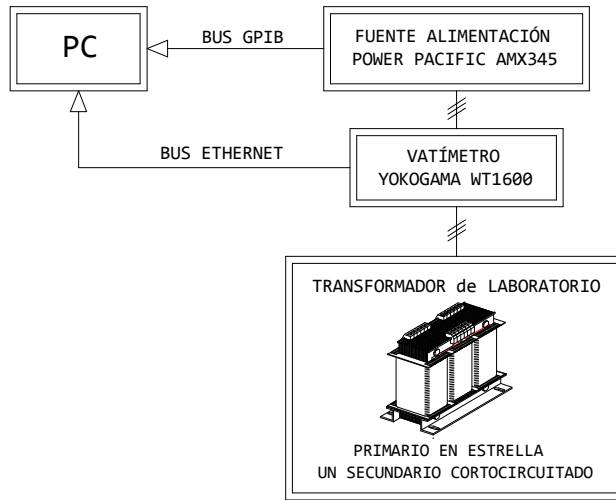 PC
BUS GPIB
FUENTE ALIMENTACIÓN
POWER PACIFIC AMX345
BUS ETHERNET
VATÍMETRO
YOKOGAMA WT1600
TRANSFORMADOR de LABORATORIO
PRIMARIO EN ESTRELLA
UN SECUNDARIO CORTOCIRCUITADO